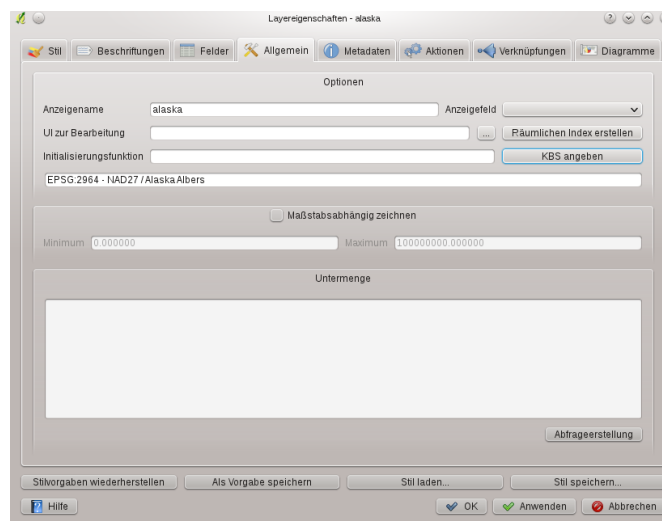 Layereigenschaften - alaska
Stil
Beschriftungen
Felder
Allgemein
Metadaten
Aktionen
Verknüpfungen
Diagramme
Optionen
Anzeigename
alaska
Anzeigefeld
UI zur Bearbeitung
...
Räumlichen Index erstellen
Initialisierungsfunktion
KBS angeben
EPSG:2964 - NAD27 / Alaska Albers
Maßstabsabhängig zeichnen
Minimum
0.000000
Maximum
100000000.000000
Untermenge
Abfrageerstellung
Stilvorgaben wiederherstellen
Als Vorgabe speichern
Stil laden...
Stil speichern...
Hilfe
OK
Anwenden
Abbrechen